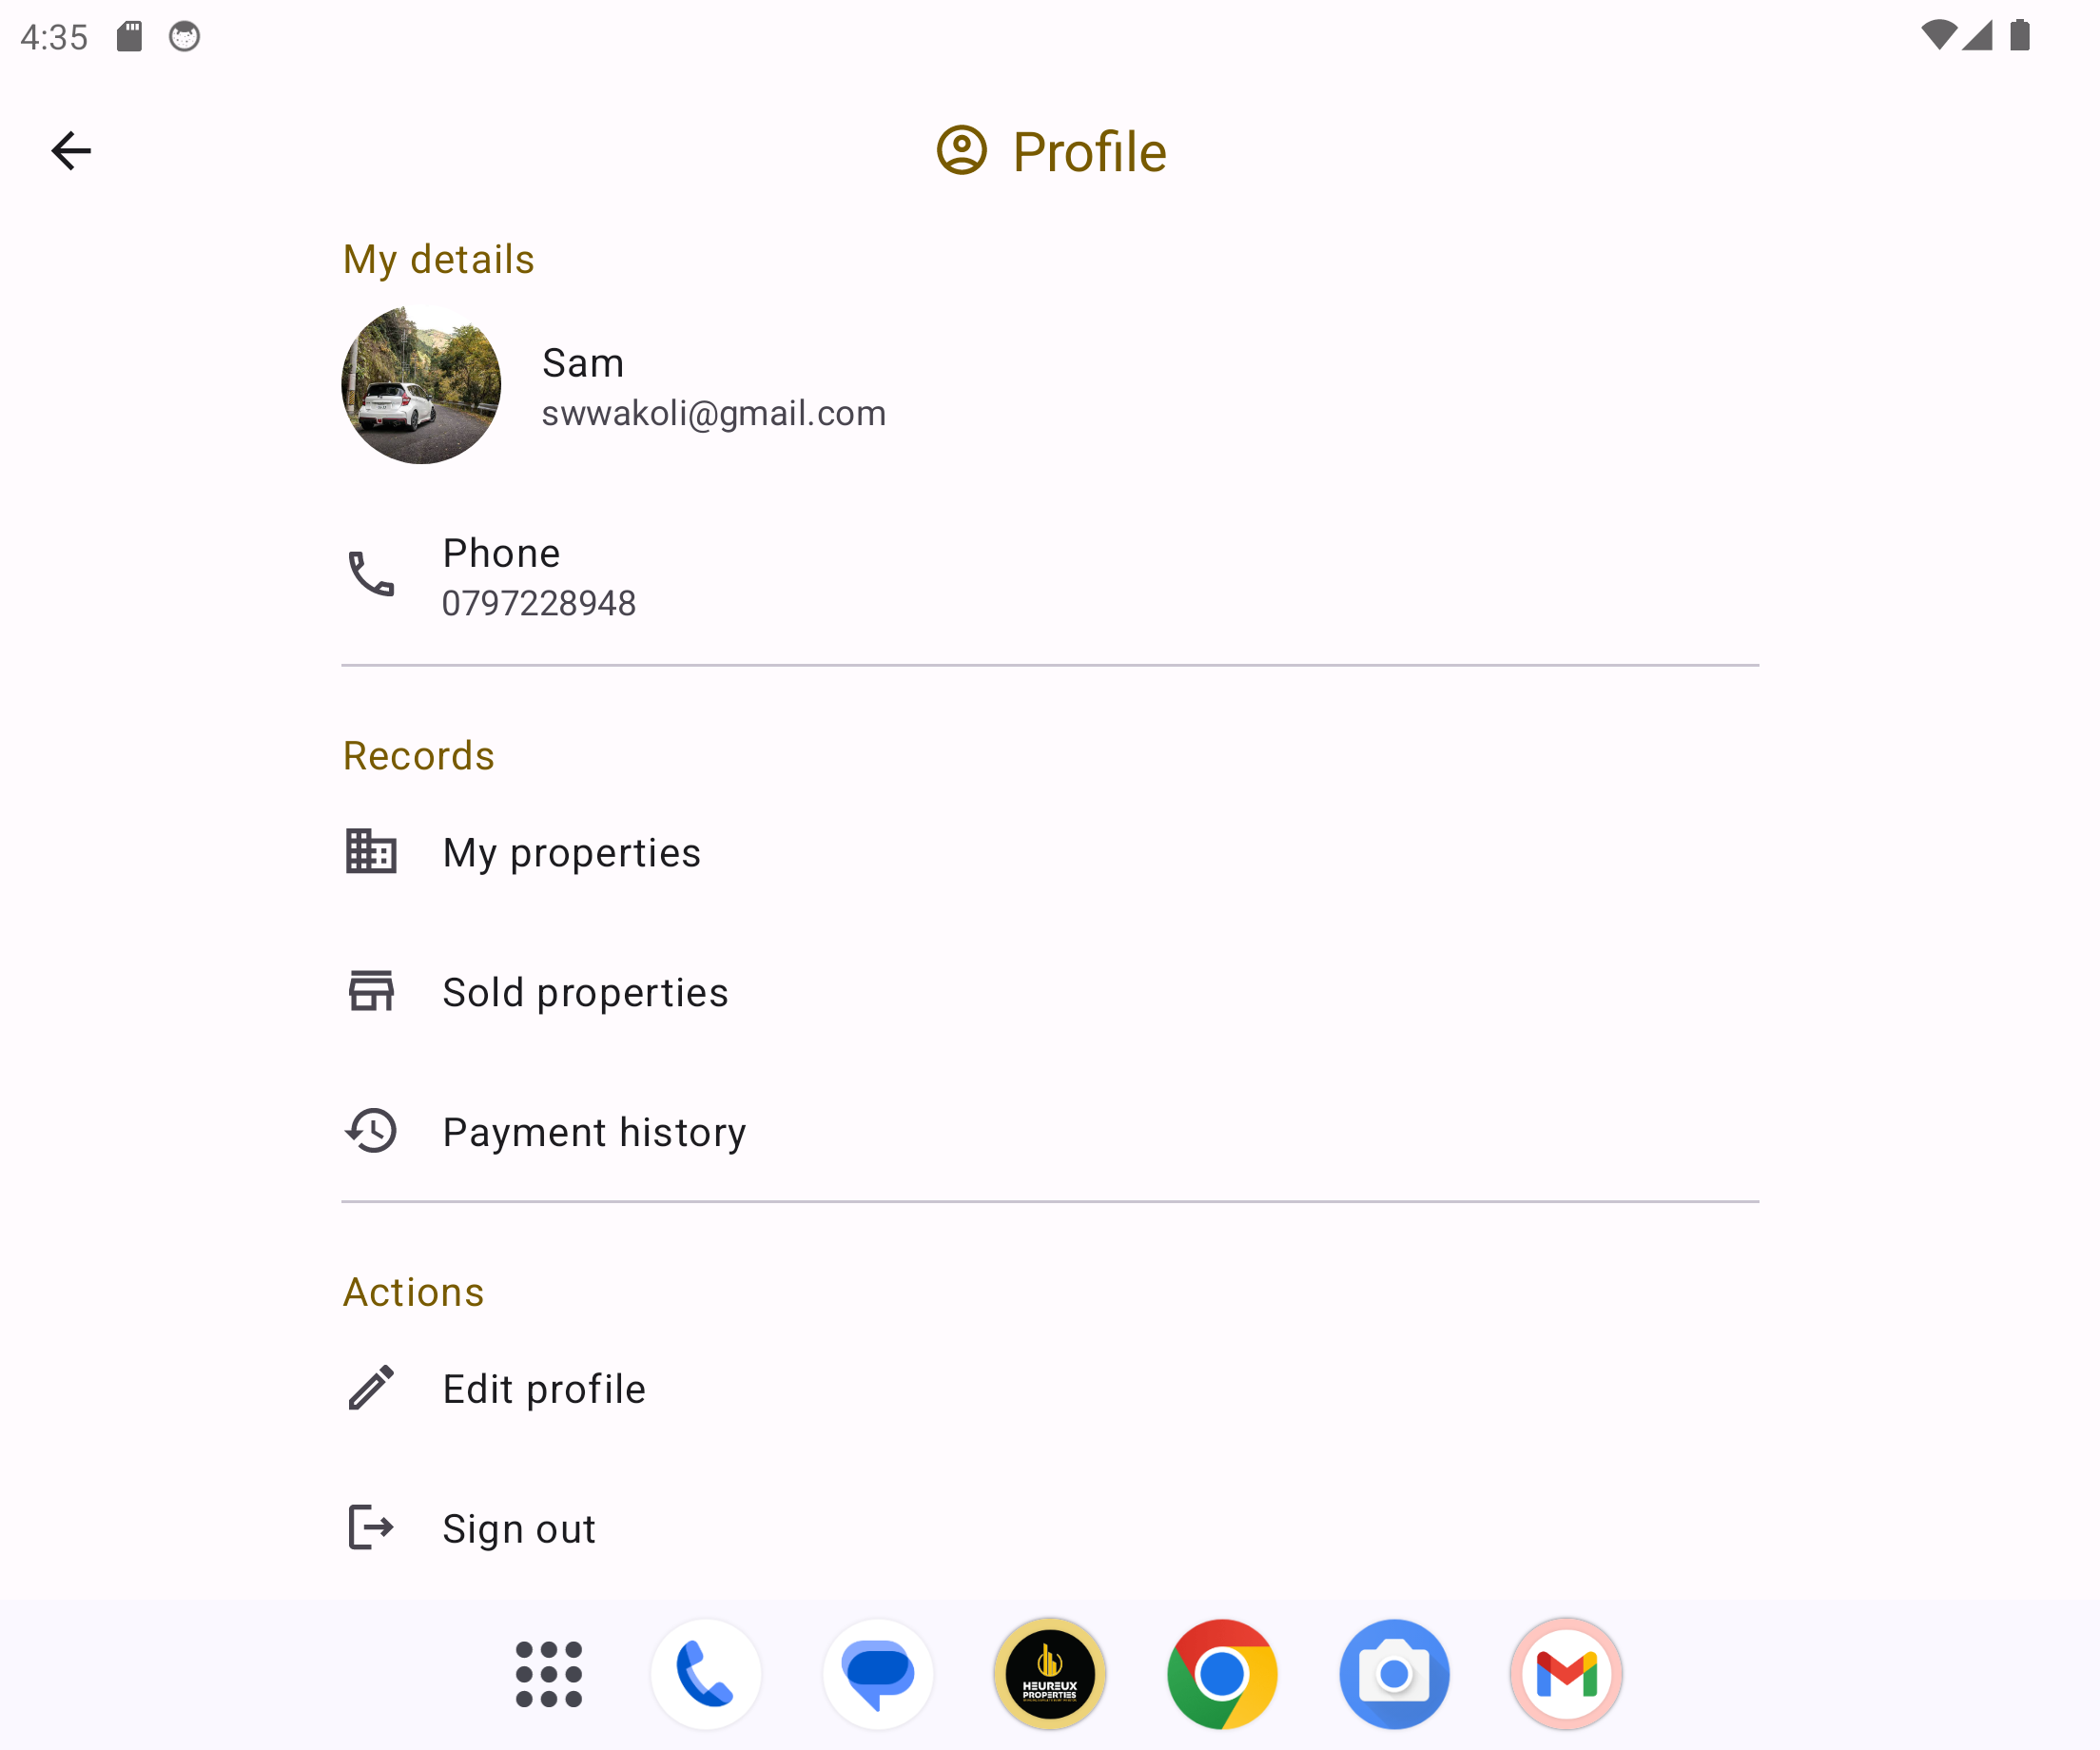 4:35
Profile
My details
Sam
swwakoli@gmail.com
Phone
0797228948
Records
My properties
Sold properties
Payment history
Actions
Edit profile
Sign out
HEUREUX
PROPERTIES